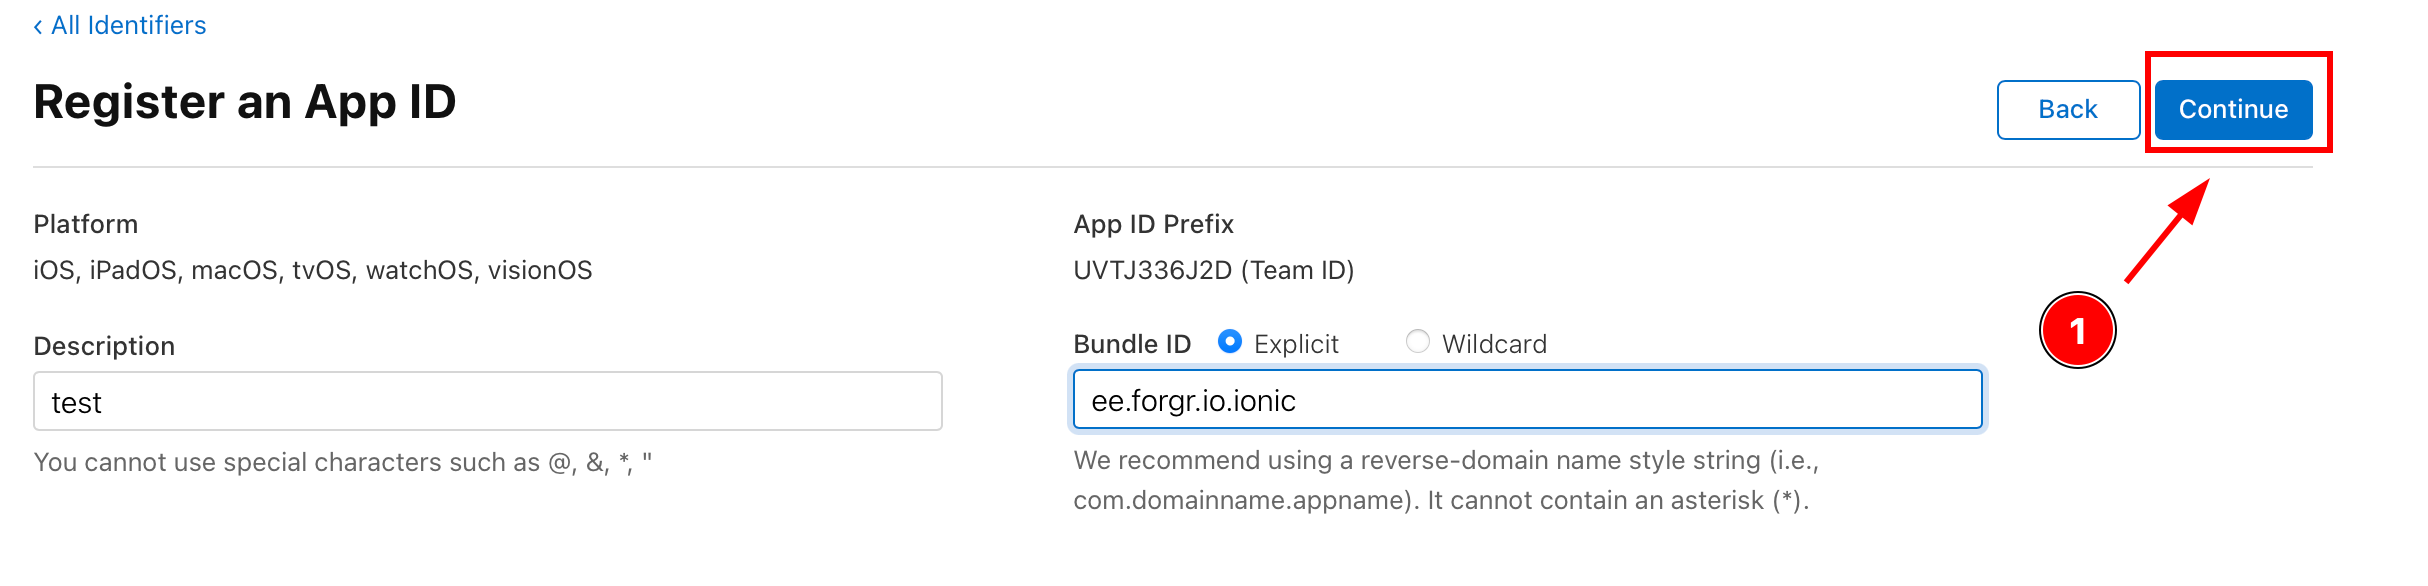 ‹ All Identifiers
Register an App ID
Back
Continue
Platform
iOS, iPadOS, macOS, tvOS, watchOS, visionOS
App ID Prefix
UVTJ336J2D (Team ID)
1
Description
test
You cannot use special characters such as @, &, *, "
Bundle ID
Explicit
Wildcard
ee.forgr.io.ionic
We recommend using a reverse-domain name style string (i.e.,
com.domainname.appname). It cannot contain an asterisk (*).